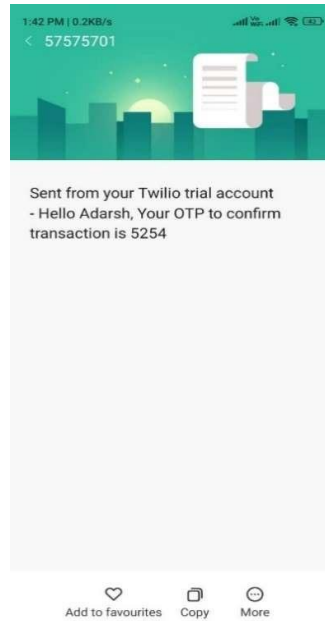 1:42 PM | 0.2KB/s
57575701
Sent from your Twilio trial account
- Hello Adarsh, Your OTP to confirm
transaction is 5254
Add to favourites Copy More